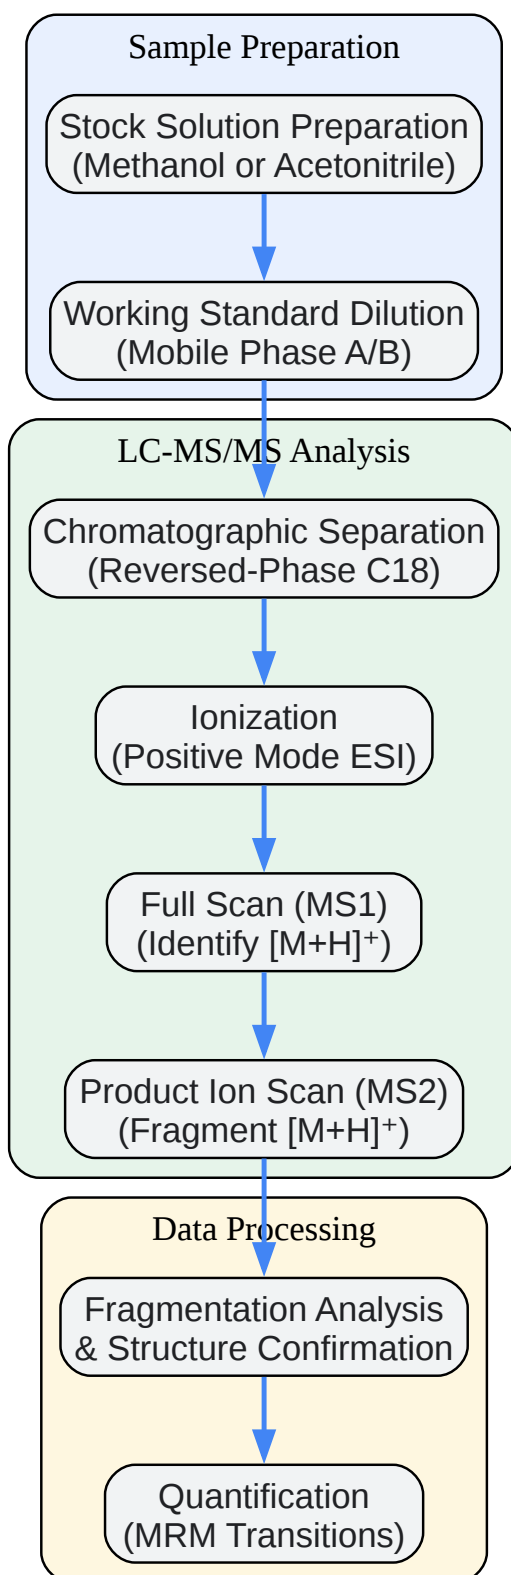 Sample Preparation
Stock Solution Preparation
(Methanol or Acetonitrile)
Working Standard Dilution
(Mobile Phase A/B)
LC-MS/MS Analysis
Chromatographic Separation
(Reversed-Phase C18)
Ionization
(Positive Mode ESI)
Full Scan (MS1)
(Identify [M+H]⁺)
Product Ion Scan (MS2)
(Fragment [M+H]⁺)
Data Processing
Fragmentation Analysis
& Structure Confirmation
Quantification
(MRM Transitions)